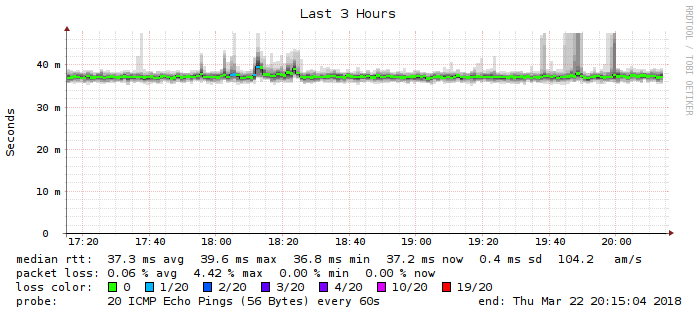 Last 3 Hours
RRDTOOL / TOBI OETIKER
Seconds
40 m
30 m
20 m
10 m
0
17:20 17:40 18:00 18:20 18:40 19:00 19:20 19:40 20:00
median rtt: 37.3 ms avg 39.6 ms max 36.8 ms min 37.2 ms now 0.4 ms sd 104.2 am/s
packet loss: 0.06 % avg 4.42 % max 0.00 % min 0.00 % now
loss color: 0 1/20 2/20 3/20 4/20 10/20 19/20
probe: 20 ICMP Echo Pings (56 Bytes) every 60s end: Thu Mar 22 20:15:04 2018